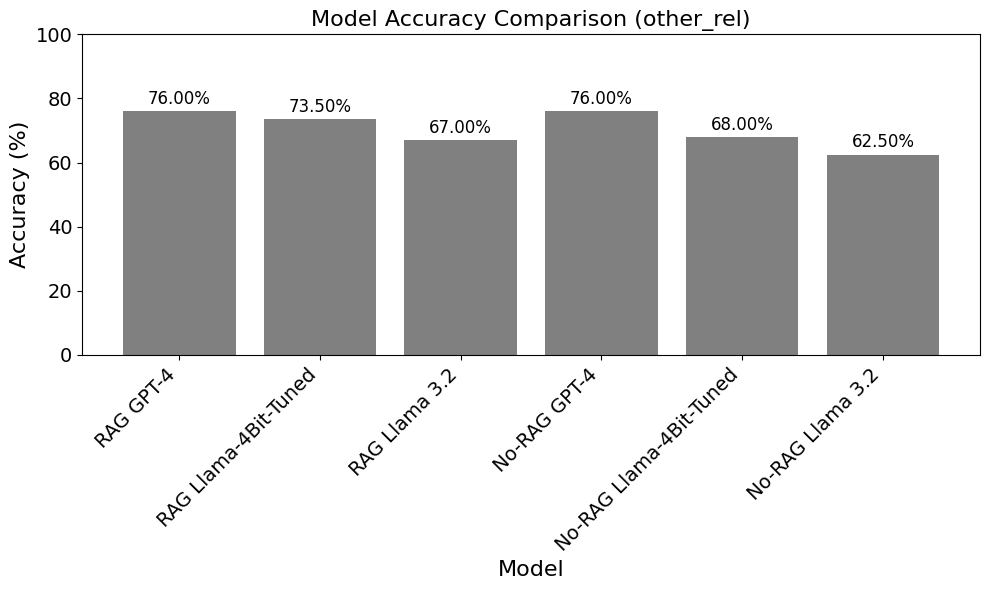 Model Accuracy Comparison (other_rel)
Accuracy (%)
100
80
60
40
20
0
76.00%
73.50%
67.00%
76.00%
68.00%
62.50%
RAG GPT-4
RAG Llama-4Bit-Tuned
RAG Llama 3.2
No-RAG GPT-4
No-RAG Llama-4Bit-Tuned
No-RAG Llama 3.2
Model